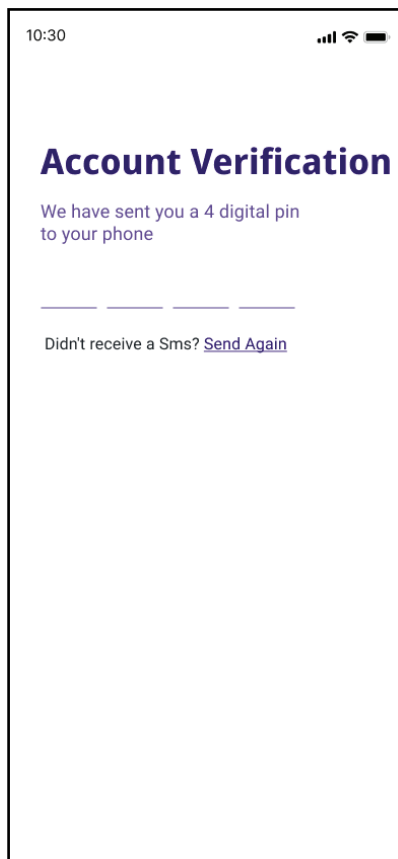 10:30
Account Verification
We have sent you a 4 digital pin
to your phone
Didn't receive a Sms? Send Again